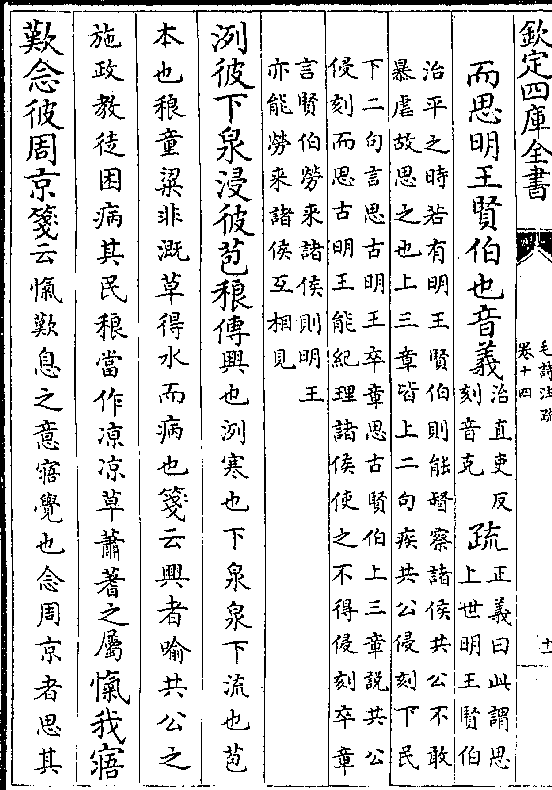 欽定四庫全書
毛詩注疏
卷十四
十一
而思明王賢伯也音義治直吏反刻音克疏正義曰此謂思上世明王賢伯
治平之時若有明王賢伯則能督察諸侯共公不敢
暴虐故思之也上三章皆上二句疾共公侵刻下民
下二句言思古明王卒章思古賢伯上三章說共公
侵刻而思古明王能紀理諸侯使之不得侵刻卒章
言賢伯勞來諸侯則明王
亦能勞來諸侯互相見
洌彼下泉浸彼苞稂傳興也洌寒也下泉泉下流也苞
本也稂童粱非溉草得水而病也箋云興者喻共公之
施政教徒困病其民稂當作凉凉草蕭蓍之屬愾我寤
歎念彼周京箋云愾歎息之意寤覺也念周京者思其